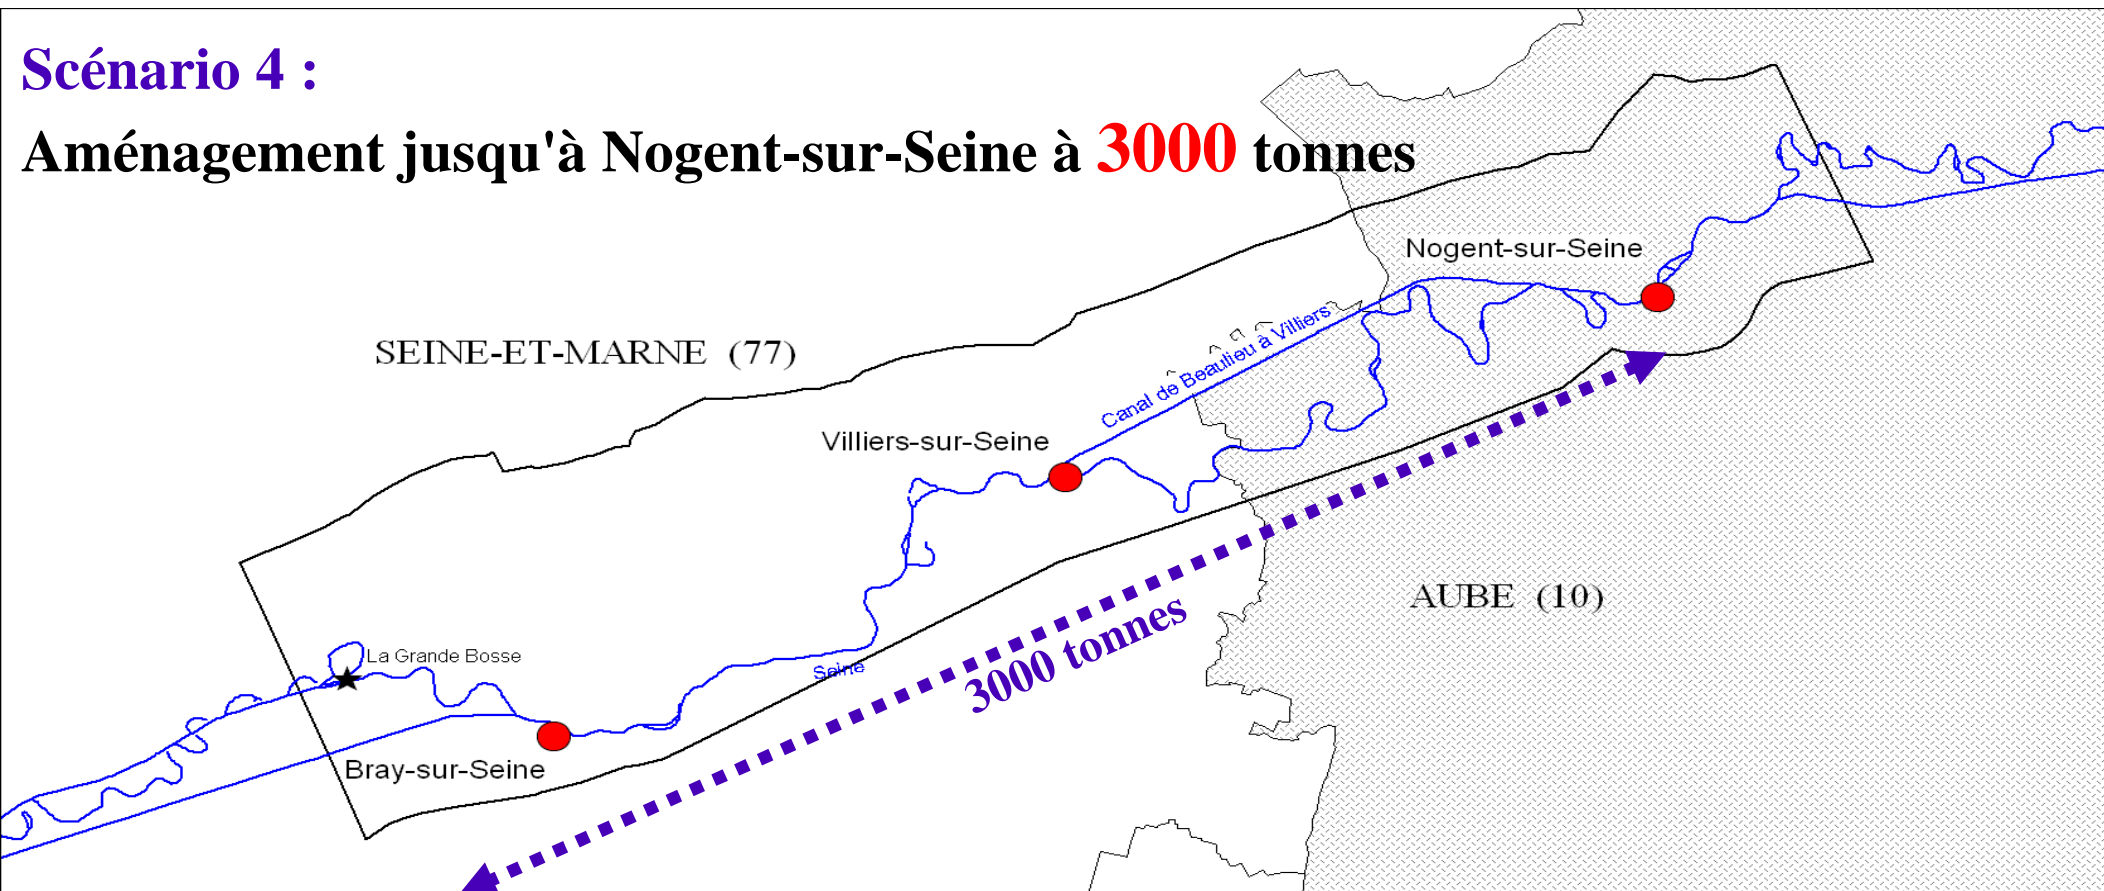 Scénario 4 :
Aménagement jusqu'à Nogent-sur-Seine à 3000 tonnes
Nogent-sur-Seine
SEINE-ET-MARNE (77)
Canal de Beaulieu à Villiers
Villiers-sur-Seine
AUBE (10)
3000 tonnes
La Grande Bosse
Seine
Bray-sur-Seine